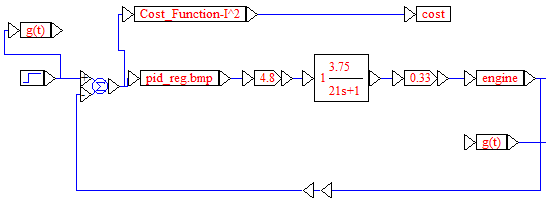 Cost_Function-I^2
cost
g(t)
pid_reg.bmp
4.8
1
3.75
21s+1
0.33
engine
g(t)